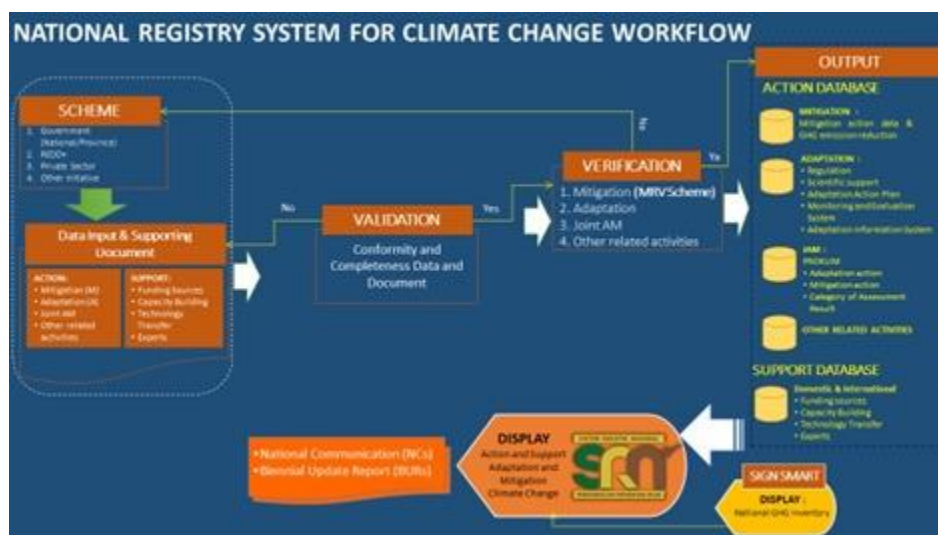 NATIONAL REGISTRY SYSTEM FOR CLIMATE CHANGE WORKFLOW
SCHEME
1. Government
(National/Province)
2. REDD+
3. Private Sector
4. Other Initiative
Data Input & Supporting
Document
ACTION:
• Mitigation (M)
• Adaptation (A)
• Joint AM
• Other related
activities
SUPPORT :
• Funding Sources
• Capacity Building
• Technology
Transfer
• Experts
No
VALIDATION
Conformity and
Completeness Data and
Document
Yes
No
VERIFICATION
1. Mitigation (MRV Scheme)
2. Adaptation
3. Joint AM
4. Other related activities
Ya
OUTPUT
ACTION DATABASE
MITIGATION :
Mitigation action data &
GHG emission reduction
ADAPTATION :
• Regulation
• Scientific support
• Adaptation Action Plan
• Monitoring and Evaluation
System
• Adaptation Information System
JAM :
PROKLIM
• Adaptation action
• Mitigation action
• Category of Assessment
Result
OTHER RELATED ACTIVITIES
SUPPORT DATABASE
Domestic & International
• Funding sources
• Capacity Building
• Technology Transfer
• Experts
DISPLAY
Action and Support
Adaptation and
Mitigation
Climate Change
SISTEM REGISTRI NASIONAL
SRN
• National Communication (NCs)
• Biennial Update Report (BURs)
SIGN SMART
DISPLAY :
National GHG Inventory